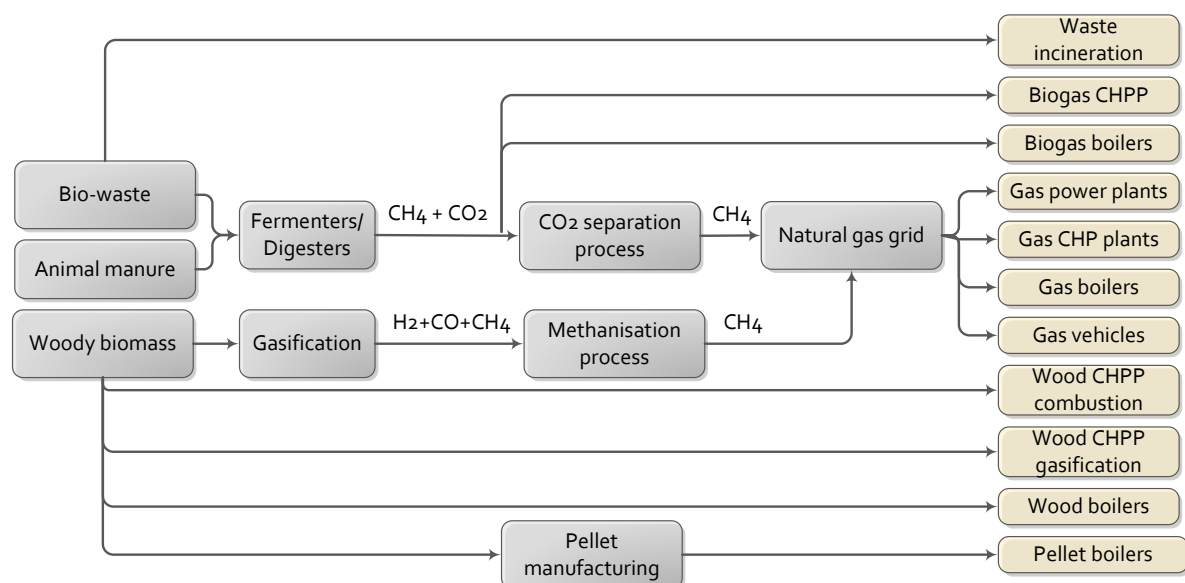 Waste
incineration
Biogas CHPP
Biogas boilers
Bio-waste
Animal manure
Fermenters/
Digesters
CH4 + CO2
CO2 separation
process
CH4
Natural gas grid
Gas power plants
Gas CHP plants
Gas boilers
Gas vehicles
Woody biomass
Gasification
H2+CO+CH4
Methanisation
process
CH4
Wood CHPP
combustion
Wood CHPP
gasification
Wood boilers
Pellet
manufacturing
Pellet boilers